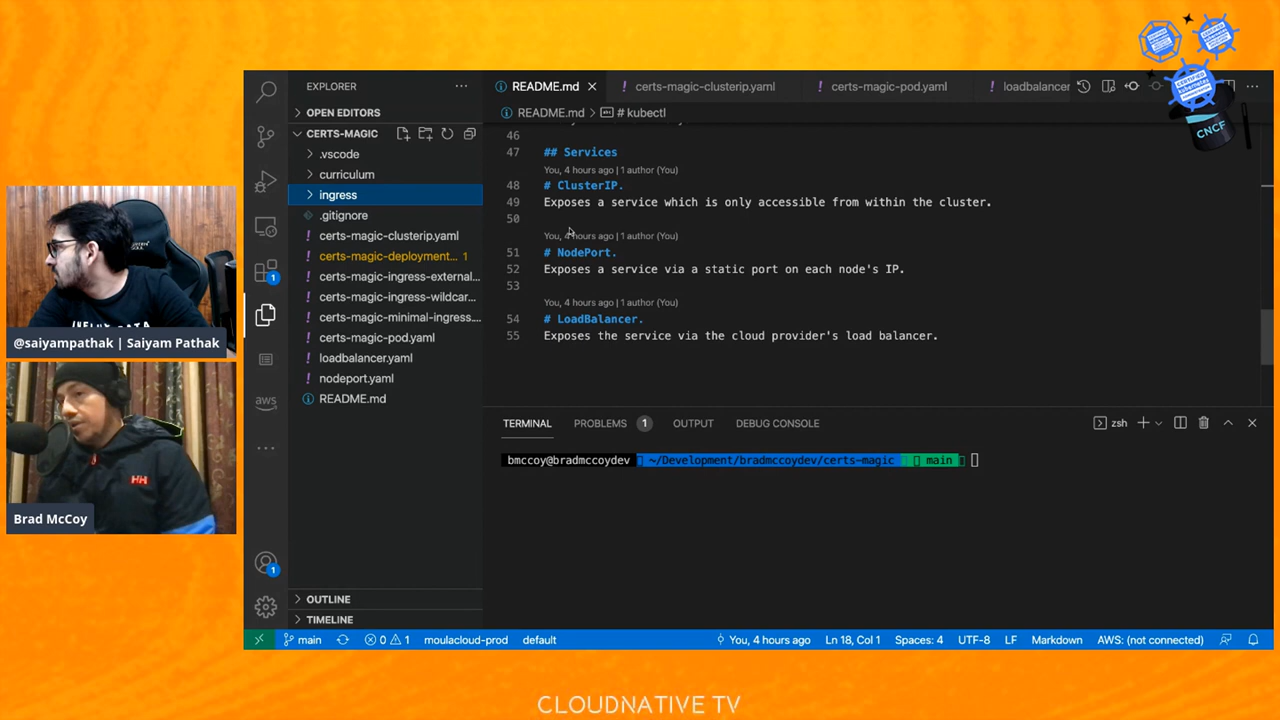 CNCF
EXPLORER
README.md
certs-magic-clusterip.yaml
certs-magic-pod.yaml
loadbalancer
OPEN EDITORS
README.md > # kubectl
CERTS-MAGIC
.vscode
curriculum
ingress
.gitignore
certs-magic-clusterip.yaml
certs-magic-deployment... 1
certs-magic-ingress-external...
certs-magic-ingress-wildcar...
certs-magic-minimal-ingress....
certs-magic-pod.yaml
loadbalancer.yaml
nodeport.yaml
README.md
46
47 ## Services
You, 4 hours ago | 1 author (You)
48 # ClusterIP.
49 Exposes a service which is only accessible from within the cluster.
50
You, 4 hours ago | 1 author (You)
51 # NodePort.
52 Exposes a service via a static port on each node's IP.
53
You, 4 hours ago | 1 author (You)
54 # LoadBalancer.
55 Exposes the service via the cloud provider's load balancer.
1
aws
1
TERMINAL PROBLEMS 1 OUTPUT DEBUG CONSOLE zsh
bmccoy@bradmccoydev ~/Development/bradmccoydev/certs-magic main
OUTLINE
TIMELINE
main 0 1 moulacloud-prod default You, 4 hours ago Ln 18, Col 1 Spaces: 4 UTF-8 LF Markdown AWS: (not connected)
@saiyampathak | Saiyam Pathak
HH
Brad McCoy
CLOUDNATIVE TV